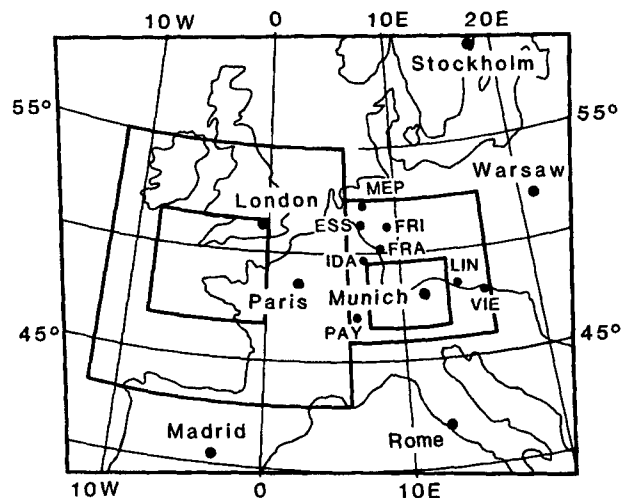 10W 0 10E 20E
Stockholm
55° 55°
Warsaw
MEP
London
ESS FRI
FRA
IDA
LIN
Paris Munich
VIE
PAY
45° 45°
Madrid
Rome
10W 0 10E